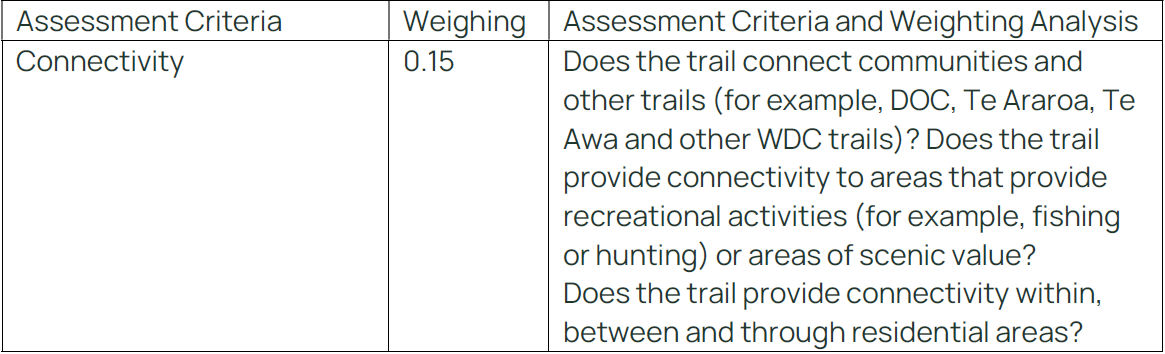 Assessment Criteria
Weighing
Assessment Criteria and Weighting Analysis
Connectivity
0.15
Does the trail connect communities and
other trails (for example, DOC, Te Araroa, Te
Awa and other WDC trails)? Does the trail
provide connectivity to areas that provide
recreational activities (for example, fishing
or hunting) or areas of scenic value?
Does the trail provide connectivity within,
between and through residential areas?